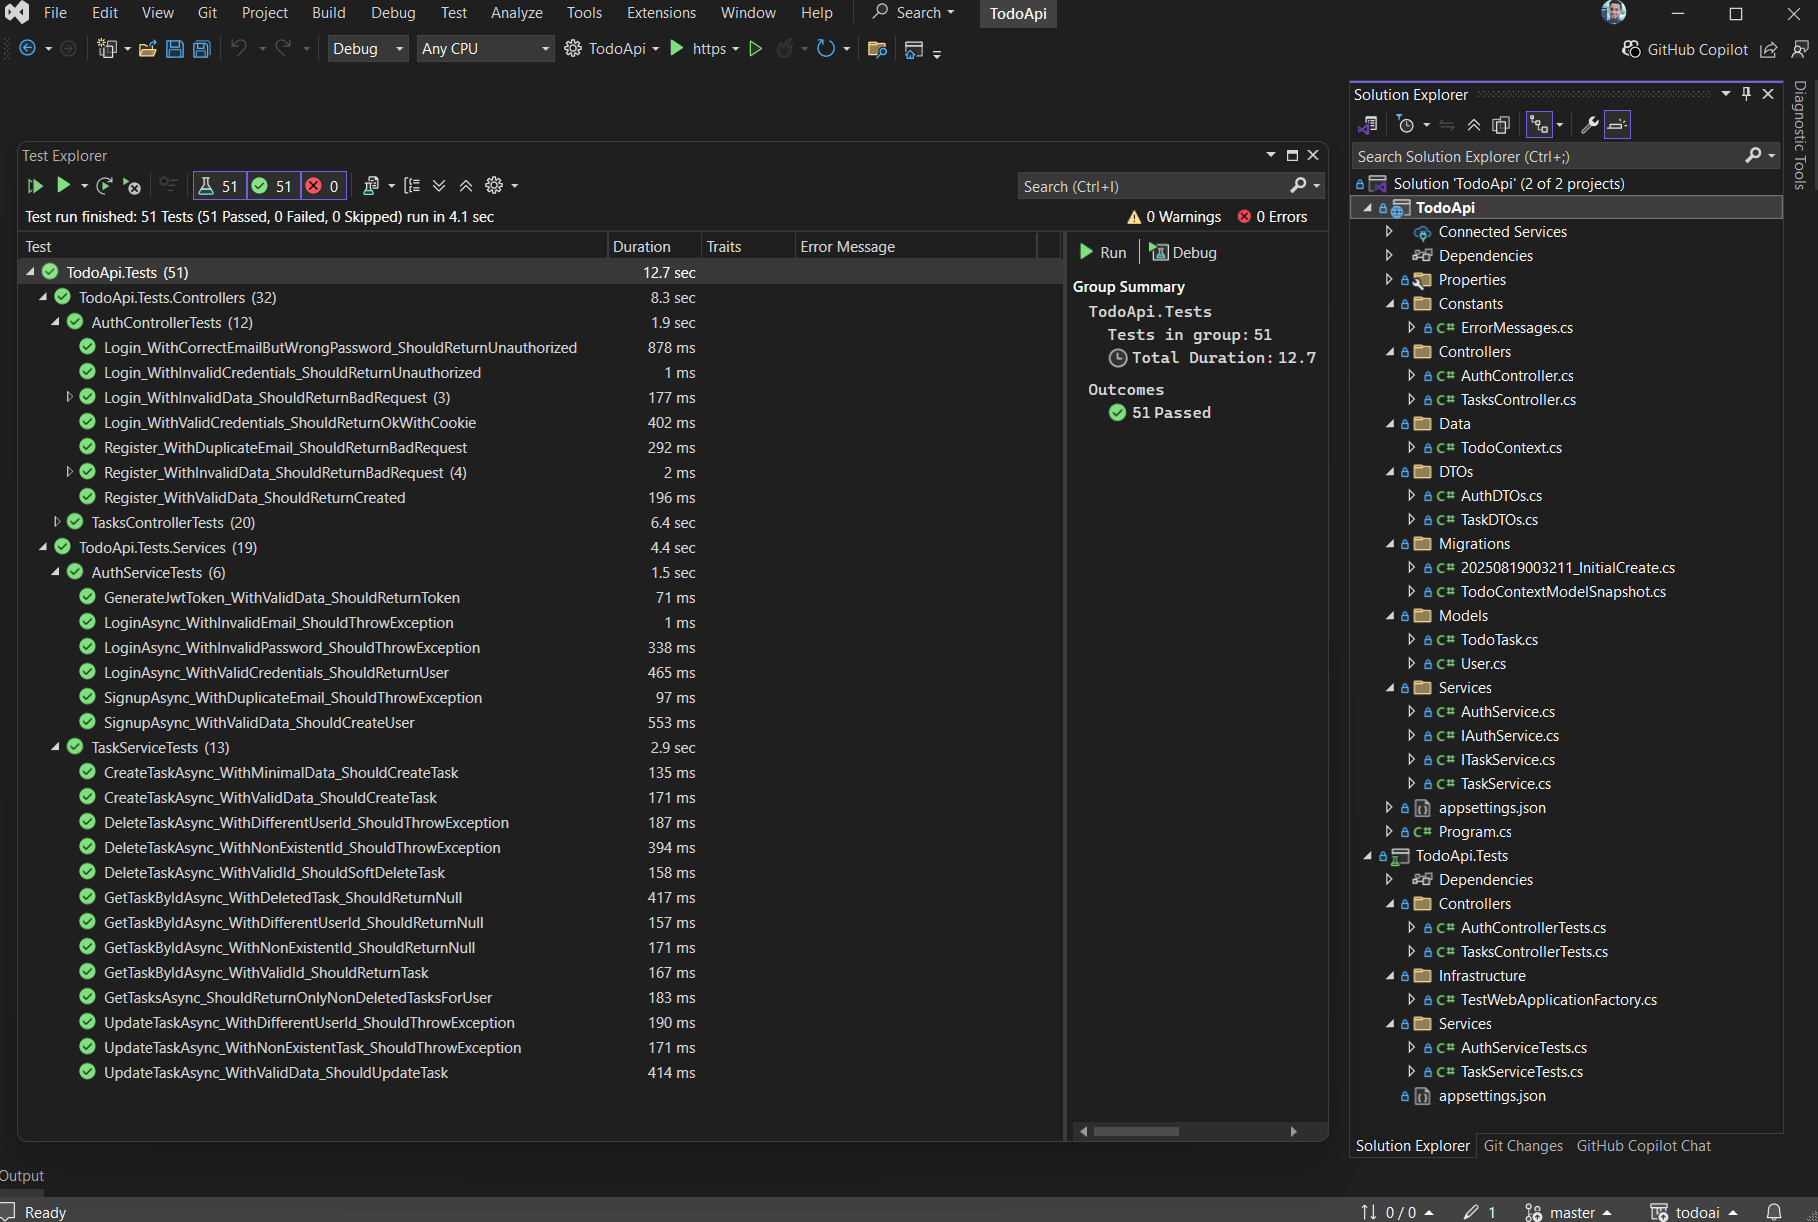 File Edit View Git Project Build Debug Test Analyze Tools Extensions Window Help Search TodoApi
Debug Any CPU TodoApi https GitHub Copilot
Test Explorer
51 51 0 Search (Ctrl+I)
Test run finished: 51 Tests (51 Passed, 0 Failed, 0 Skipped) run in 4.1 sec 0 Warnings 0 Errors
Test Duration Traits Error Message
TodoApi.Tests (51) 12.7 sec
TodoApi.Tests.Controllers (32) 8.3 sec
AuthControllerTests (12) 1.9 sec
Login_WithCorrectEmailButWrongPassword_ShouldReturnUnauthorized 878 ms
Login_WithInvalidCredentials_ShouldReturnUnauthorized 1 ms
Login_WithInvalidData_ShouldReturnBadRequest (3) 177 ms
Login_WithValidCredentials_ShouldReturnOkWithCookie 402 ms
Register_WithDuplicateEmail_ShouldReturnBadRequest 292 ms
Register_WithInvalidData_ShouldReturnBadRequest (4) 2 ms
Register_WithValidData_ShouldReturnCreated 196 ms
TasksControllerTests (20) 6.4 sec
TodoApi.Tests.Services (19) 4.4 sec
AuthServiceTests (6) 1.5 sec
GenerateJwtToken_WithValidData_ShouldReturnToken 71 ms
LoginAsync_WithInvalidEmail_ShouldThrowException 1 ms
LoginAsync_WithInvalidPassword_ShouldThrowException 338 ms
LoginAsync_WithValidCredentials_ShouldReturnUser 465 ms
SignupAsync_WithDuplicateEmail_ShouldThrowException 97 ms
SignupAsync_WithValidData_ShouldCreateUser 553 ms
TaskServiceTests (13) 2.9 sec
CreateTaskAsync_WithMinimalData_ShouldCreateTask 135 ms
CreateTaskAsync_WithValidData_ShouldCreateTask 171 ms
DeleteTaskAsync_WithDifferentUserId_ShouldThrowException 187 ms
DeleteTaskAsync_WithNonExistentId_ShouldThrowException 394 ms
DeleteTaskAsync_WithValidId_ShouldSoftDeleteTask 158 ms
GetTaskByIdAsync_WithDeletedTask_ShouldReturnNull 417 ms
GetTaskByIdAsync_WithDifferentUserId_ShouldReturnNull 157 ms
GetTaskByIdAsync_WithNonExistentId_ShouldReturnNull 171 ms
GetTaskByIdAsync_WithValidId_ShouldReturnTask 167 ms
GetTasksAsync_ShouldReturnOnlyNonDeletedTasksForUser 183 ms
UpdateTaskAsync_WithDifferentUserId_ShouldThrowException 190 ms
UpdateTaskAsync_WithNonExistentTask_ShouldThrowException 171 ms
UpdateTaskAsync_WithValidData_ShouldUpdateTask 414 ms
Run Debug
Group Summary
TodoApi.Tests
Tests in group: 51
Total Duration: 12.7
Outcomes
51 Passed
Solution Explorer
Search Solution Explorer (Ctrl+;)
Solution 'TodoApi' (2 of 2 projects)
TodoApi
Connected Services
Dependencies
Properties
Constants
C# ErrorMessages.cs
Controllers
C# AuthController.cs
C# TasksController.cs
Data
C# TodoContext.cs
DTOs
C# AuthDTOs.cs
C# TaskDTOs.cs
Migrations
C# 20250819003211_InitialCreate.cs
C# TodoContextModelSnapshot.cs
Models
C# TodoTask.cs
C# User.cs
Services
C# AuthService.cs
C# IAuthService.cs
C# ITaskService.cs
C# TaskService.cs
appsettings.json
C# Program.cs
TodoApi.Tests
Dependencies
Controllers
C# AuthControllerTests.cs
C# TasksControllerTests.cs
Infrastructure
C# TestWebApplicationFactory.cs
Services
C# AuthServiceTests.cs
C# TaskServiceTests.cs
appsettings.json
Solution Explorer Git Changes GitHub Copilot Chat
Diagnostic Tools
Output
Ready 0 / 0 1 master todoai